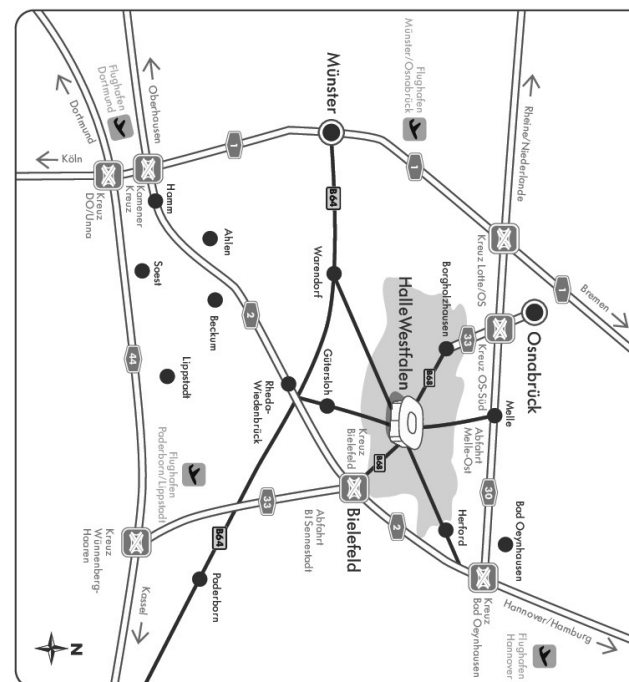 Rheine/Niederlande
Flughafen
Münster/Osnabrück
Münster
Oberhausen
Flughafen
Dortmund
Dortmund
Köln
1
1
1
Bremen
Kreuz Lotte/OS
Osnabrück
33
Kreuz OS-Süd
Borgholzhausen
B68
HalleWestfalen
B64
Warendorf
Hamm
Kamener
Kreuz
Kreuz
DO/Unna
Ahlen
Soest
Beckum
2
44
Lippstadt
Gütersloh
Rheda-
Wiedenbrück
Melle
Abfahrt
Melle-Ost
30
Bad Oeynhausen
Herford
Kreuz
Bielefeld
B68
Bielefeld
2
Kreuz
Bad Oeynhausen
Hannover/Hamburg
Flughafen
Hannover
Flughafen
Paderborn/Lippstadt
33
Abfahrt
BI Sennestadt
B64
Paderborn
Kreuz
Wünnenberg-
Haaren
Kassel
N